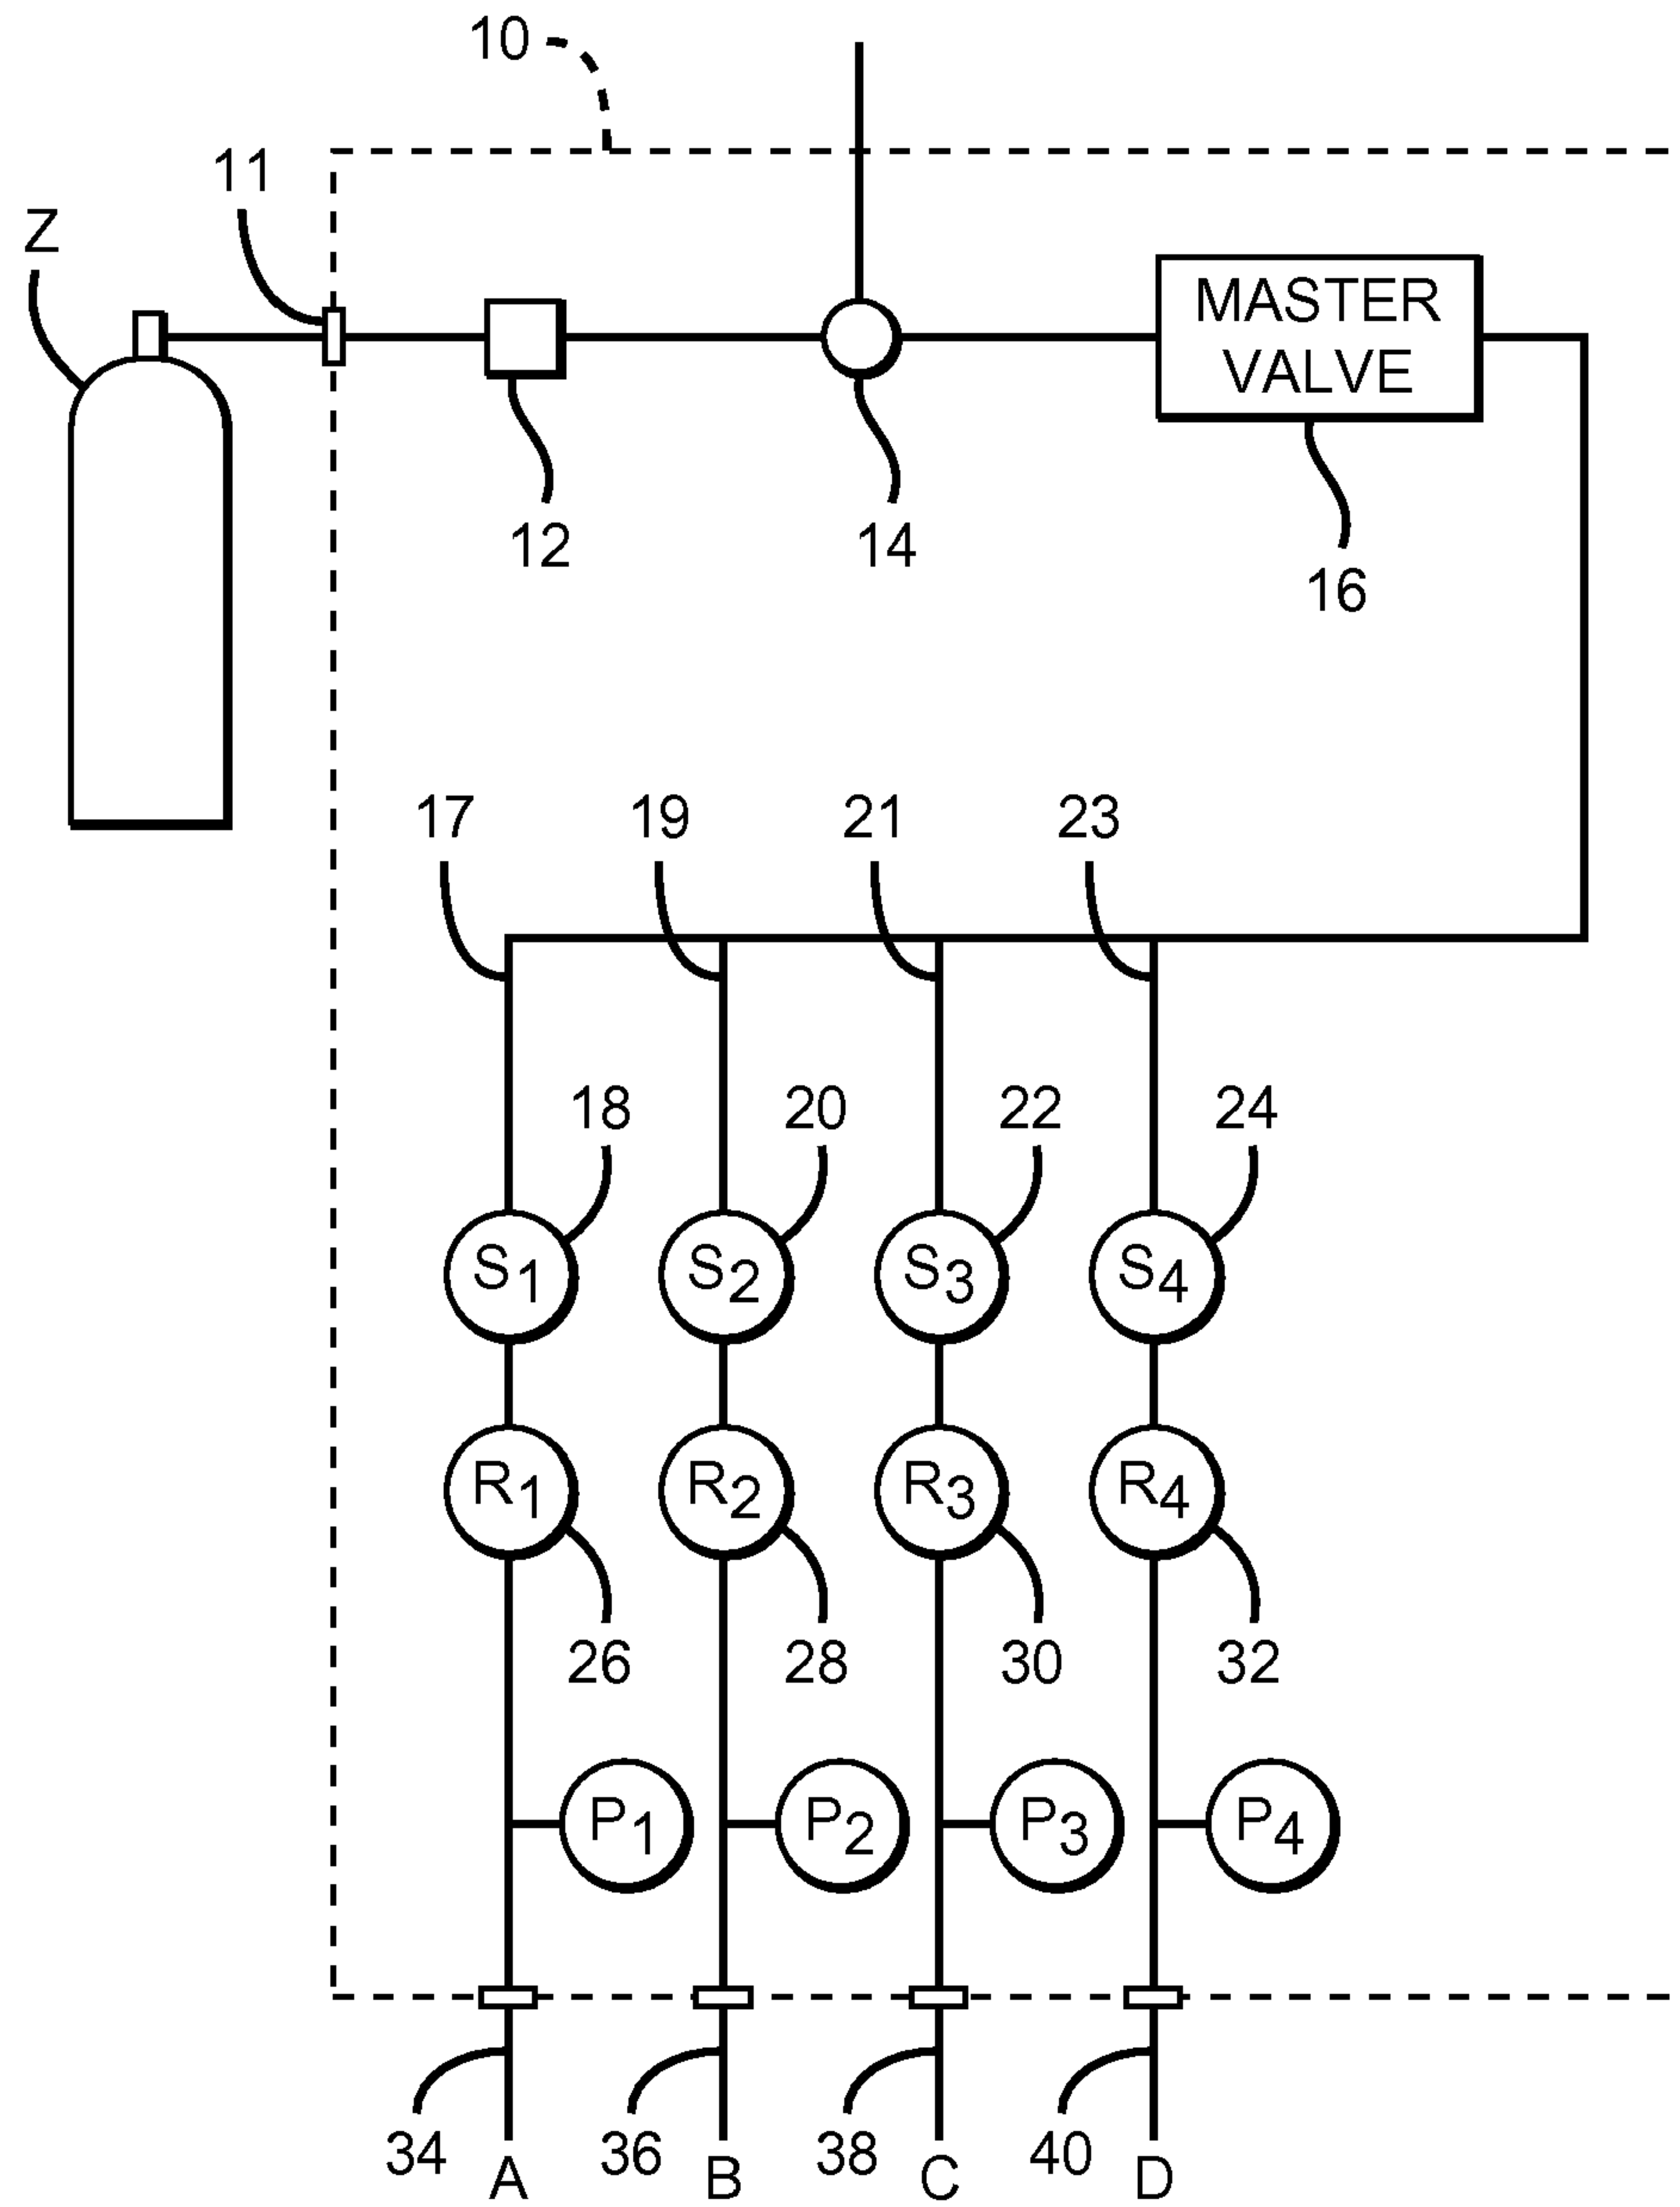 10
11
Z
MASTER
VALVE
12
14
16
17 19 21 23
18 20 22 24
S1 S2 S3 S4
R1 R2 R3 R4
26 28 30 32
P1 P2 P3 P4
34 36 38 40
A B C D